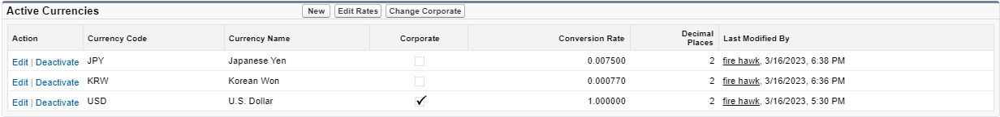 Active Currencies New Edit Rates Change Corporate
Action Currency Code Currency Name Corporate Conversion Rate Decimal Places Last Modified By
Edit | Deactivate JPY Japanese Yen 0.007500 2 fire hawk, 3/16/2023, 6:38 PM
Edit | Deactivate KRW Korean Won 0.000770 2 fire hawk, 3/16/2023, 6:36 PM
Edit | Deactivate USD U.S. Dollar 1.000000 2 fire hawk, 3/16/2023, 5:30 PM